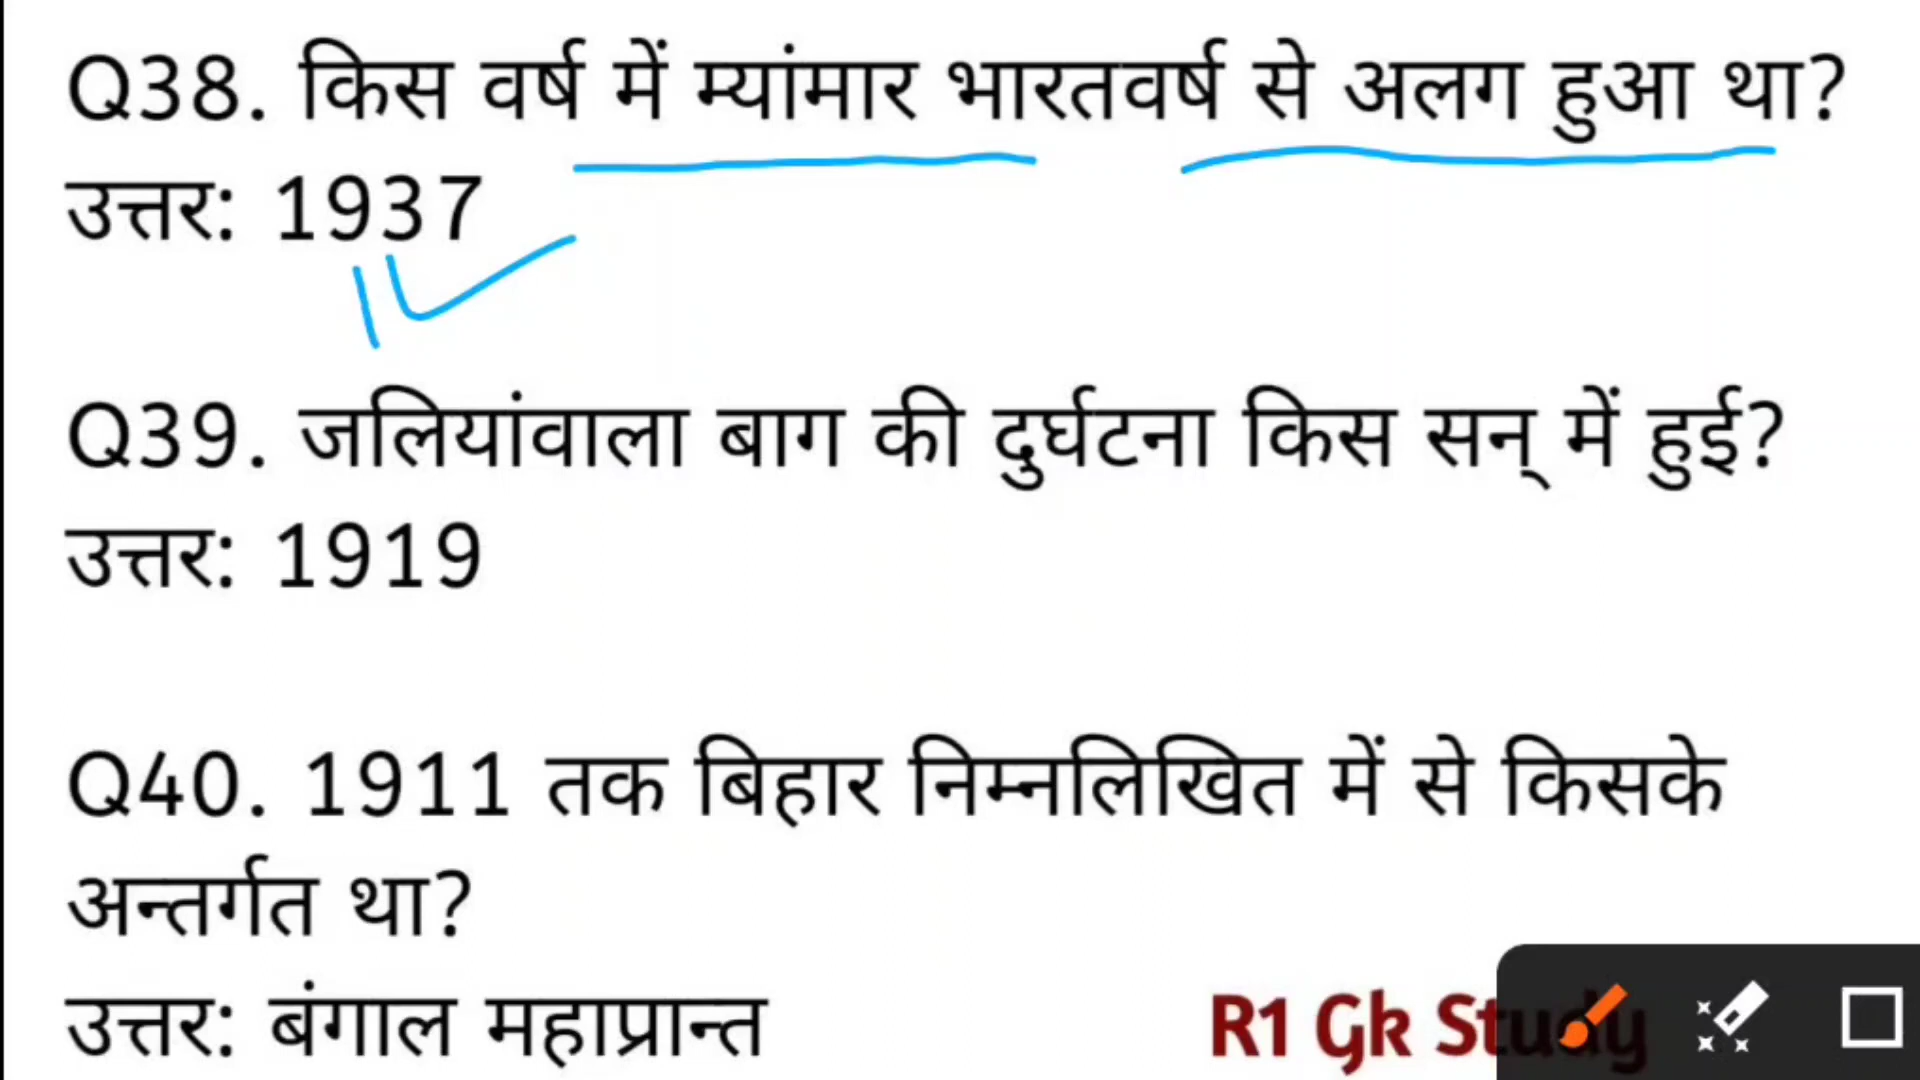 Q38. किस वर्ष में म्यांमार भारतवर्ष से अलग हुआ था?
उत्तर: 1937
Q39. जलियांवाला बाग की दुर्घटना किस सन् में हुई?
उत्तर: 1919
Q40. 1911 तक बिहार निम्नलिखित में से किसके
अन्तर्गत था?
उत्तर: बंगाल महाप्रान्त
R1 Gk Study